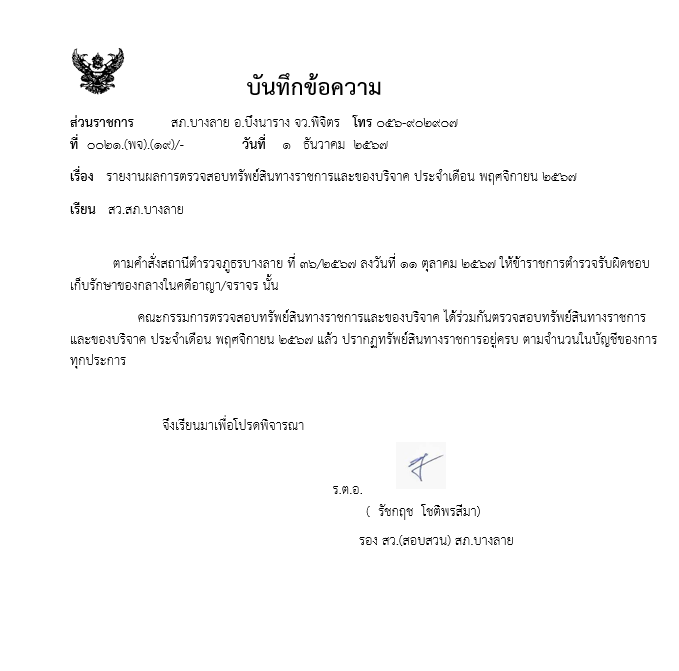 บันทึกข้อความ
ส่วนราชการ สภ.บางลาย อ.บึงนาราง จว.พิจิตร โทร ๐๕๖-๙๐๒๙๐๗
ที่ ๐๐๒๑.(พจ).(๑๙)/- วันที่ ๑ ธันวาคม ๒๕๖๗
เรื่อง รายงานผลการตรวจสอบทรัพย์สินทางราชการและของบริจาค ประจำเดือน พฤศจิกายน ๒๕๖๗
เรียน สว.สภ.บางลาย
ตามคำสั่งสถานีตำรวจภูธรบางลาย ที่ ๓๖/๒๕๖๗ ลงวันที่ ๑๑ ตุลาคม ๒๕๖๗ ให้ข้าราชการตำรวจรับผิดชอบ
เก็บรักษาของกลางในคดีอาญา/จราจร นั้น
คณะกรรมการตรวจสอบทรัพย์สินทางราชการและของบริจาค ได้ร่วมกันตรวจสอบทรัพย์สินทางราชการ
และของบริจาค ประจำเดือน พฤศจิกายน ๒๕๖๗ แล้ว ปรากฏทรัพย์สินทางราชการอยู่ครบ ตามจำนวนในบัญชีของการ
ทุกประการ
จึงเรียนมาเพื่อโปรดพิจารณา
ร.ต.อ.
( รัชกฤช โชติพรสีมา)
รอง สว.(สอบสวน) สภ.บางลาย